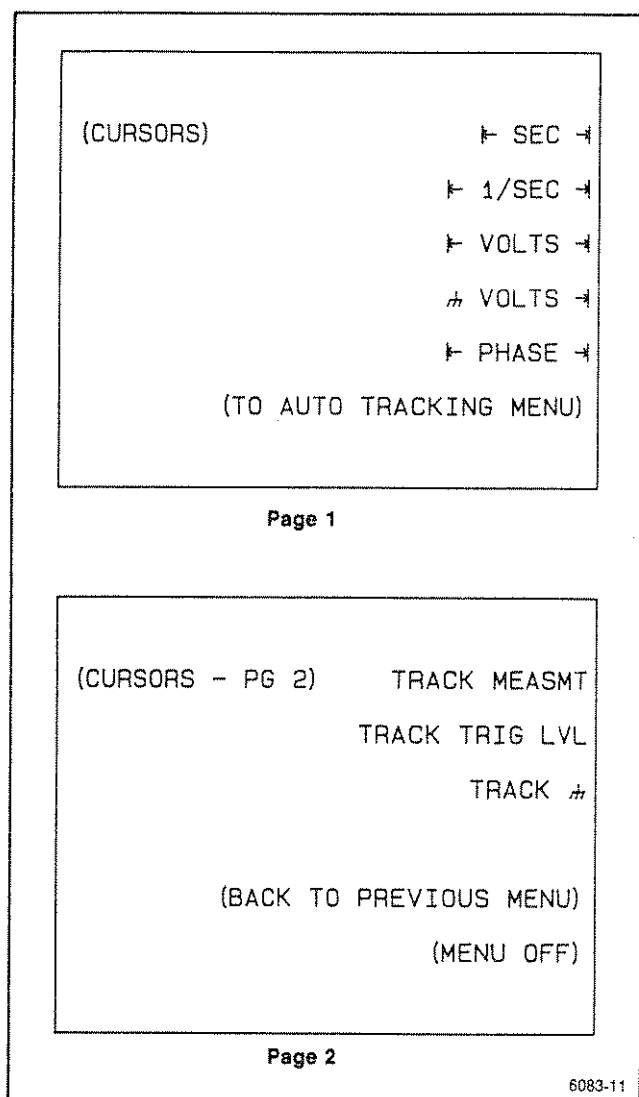 (CURSORS) ⊢ SEC ⊣
⊢ 1/SEC ⊣
⊢ VOLTS ⊣
⏚ VOLTS ⊣
⊢ PHASE ⊣
(TO AUTO TRACKING MENU)
Page 1
(CURSORS - PG 2) TRACK MEASMT
TRACK TRIG LVL
TRACK ⏚
(BACK TO PREVIOUS MENU)
(MENU OFF)
Page 2
6083-11